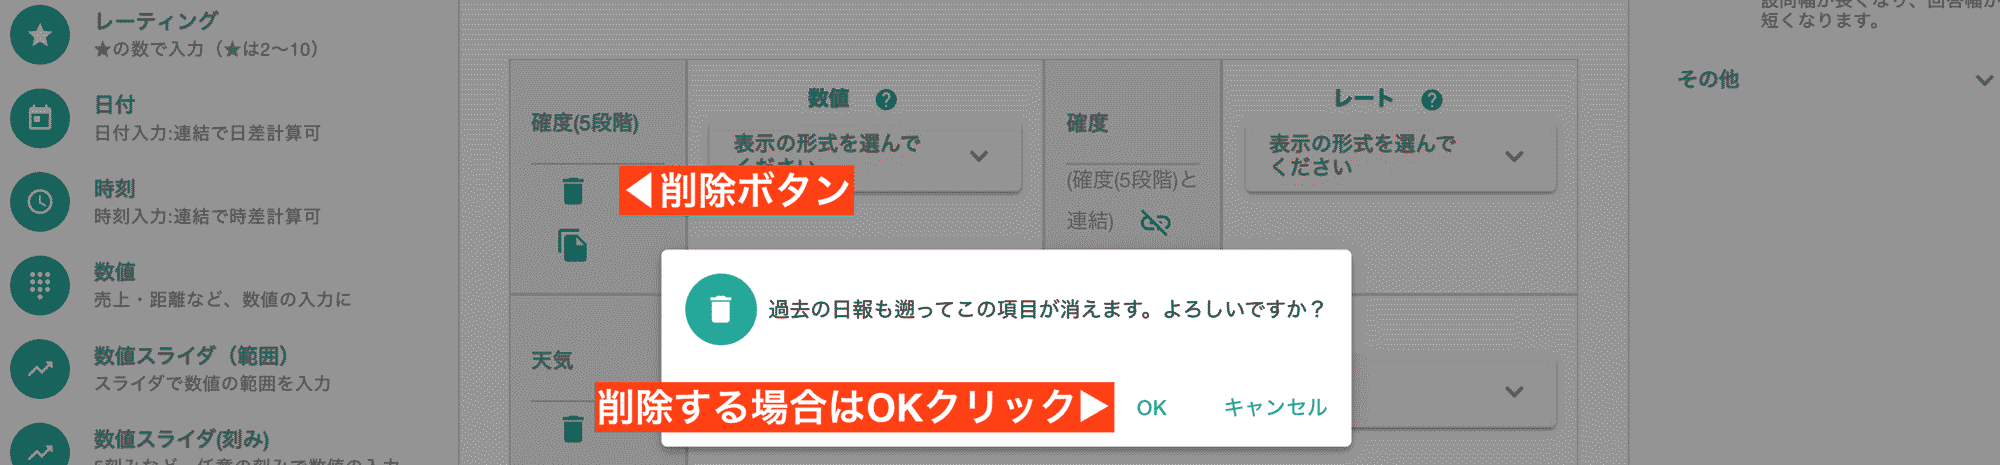 レーティング
★の数で入力（★は2〜10）
日付
日付入力:連結で日差計算可
時刻
時刻入力:連結で時差計算可
数値
売上・距離など、数値の入力に
数値スライダ（範囲）
スライダで数値の範囲を入力
数値スライダ(刻み)
確度(5段階)
数値
表示の形式を選んで
ください
◀削除ボタン
確度
(確度(5段階)と
連結)
レート
表示の形式を選んで
ください
天気
過去の日報も遡ってこの項目が消えます。よろしいですか？
削除する場合はOKクリック▶
OK
キャンセル
短くなります。
その他